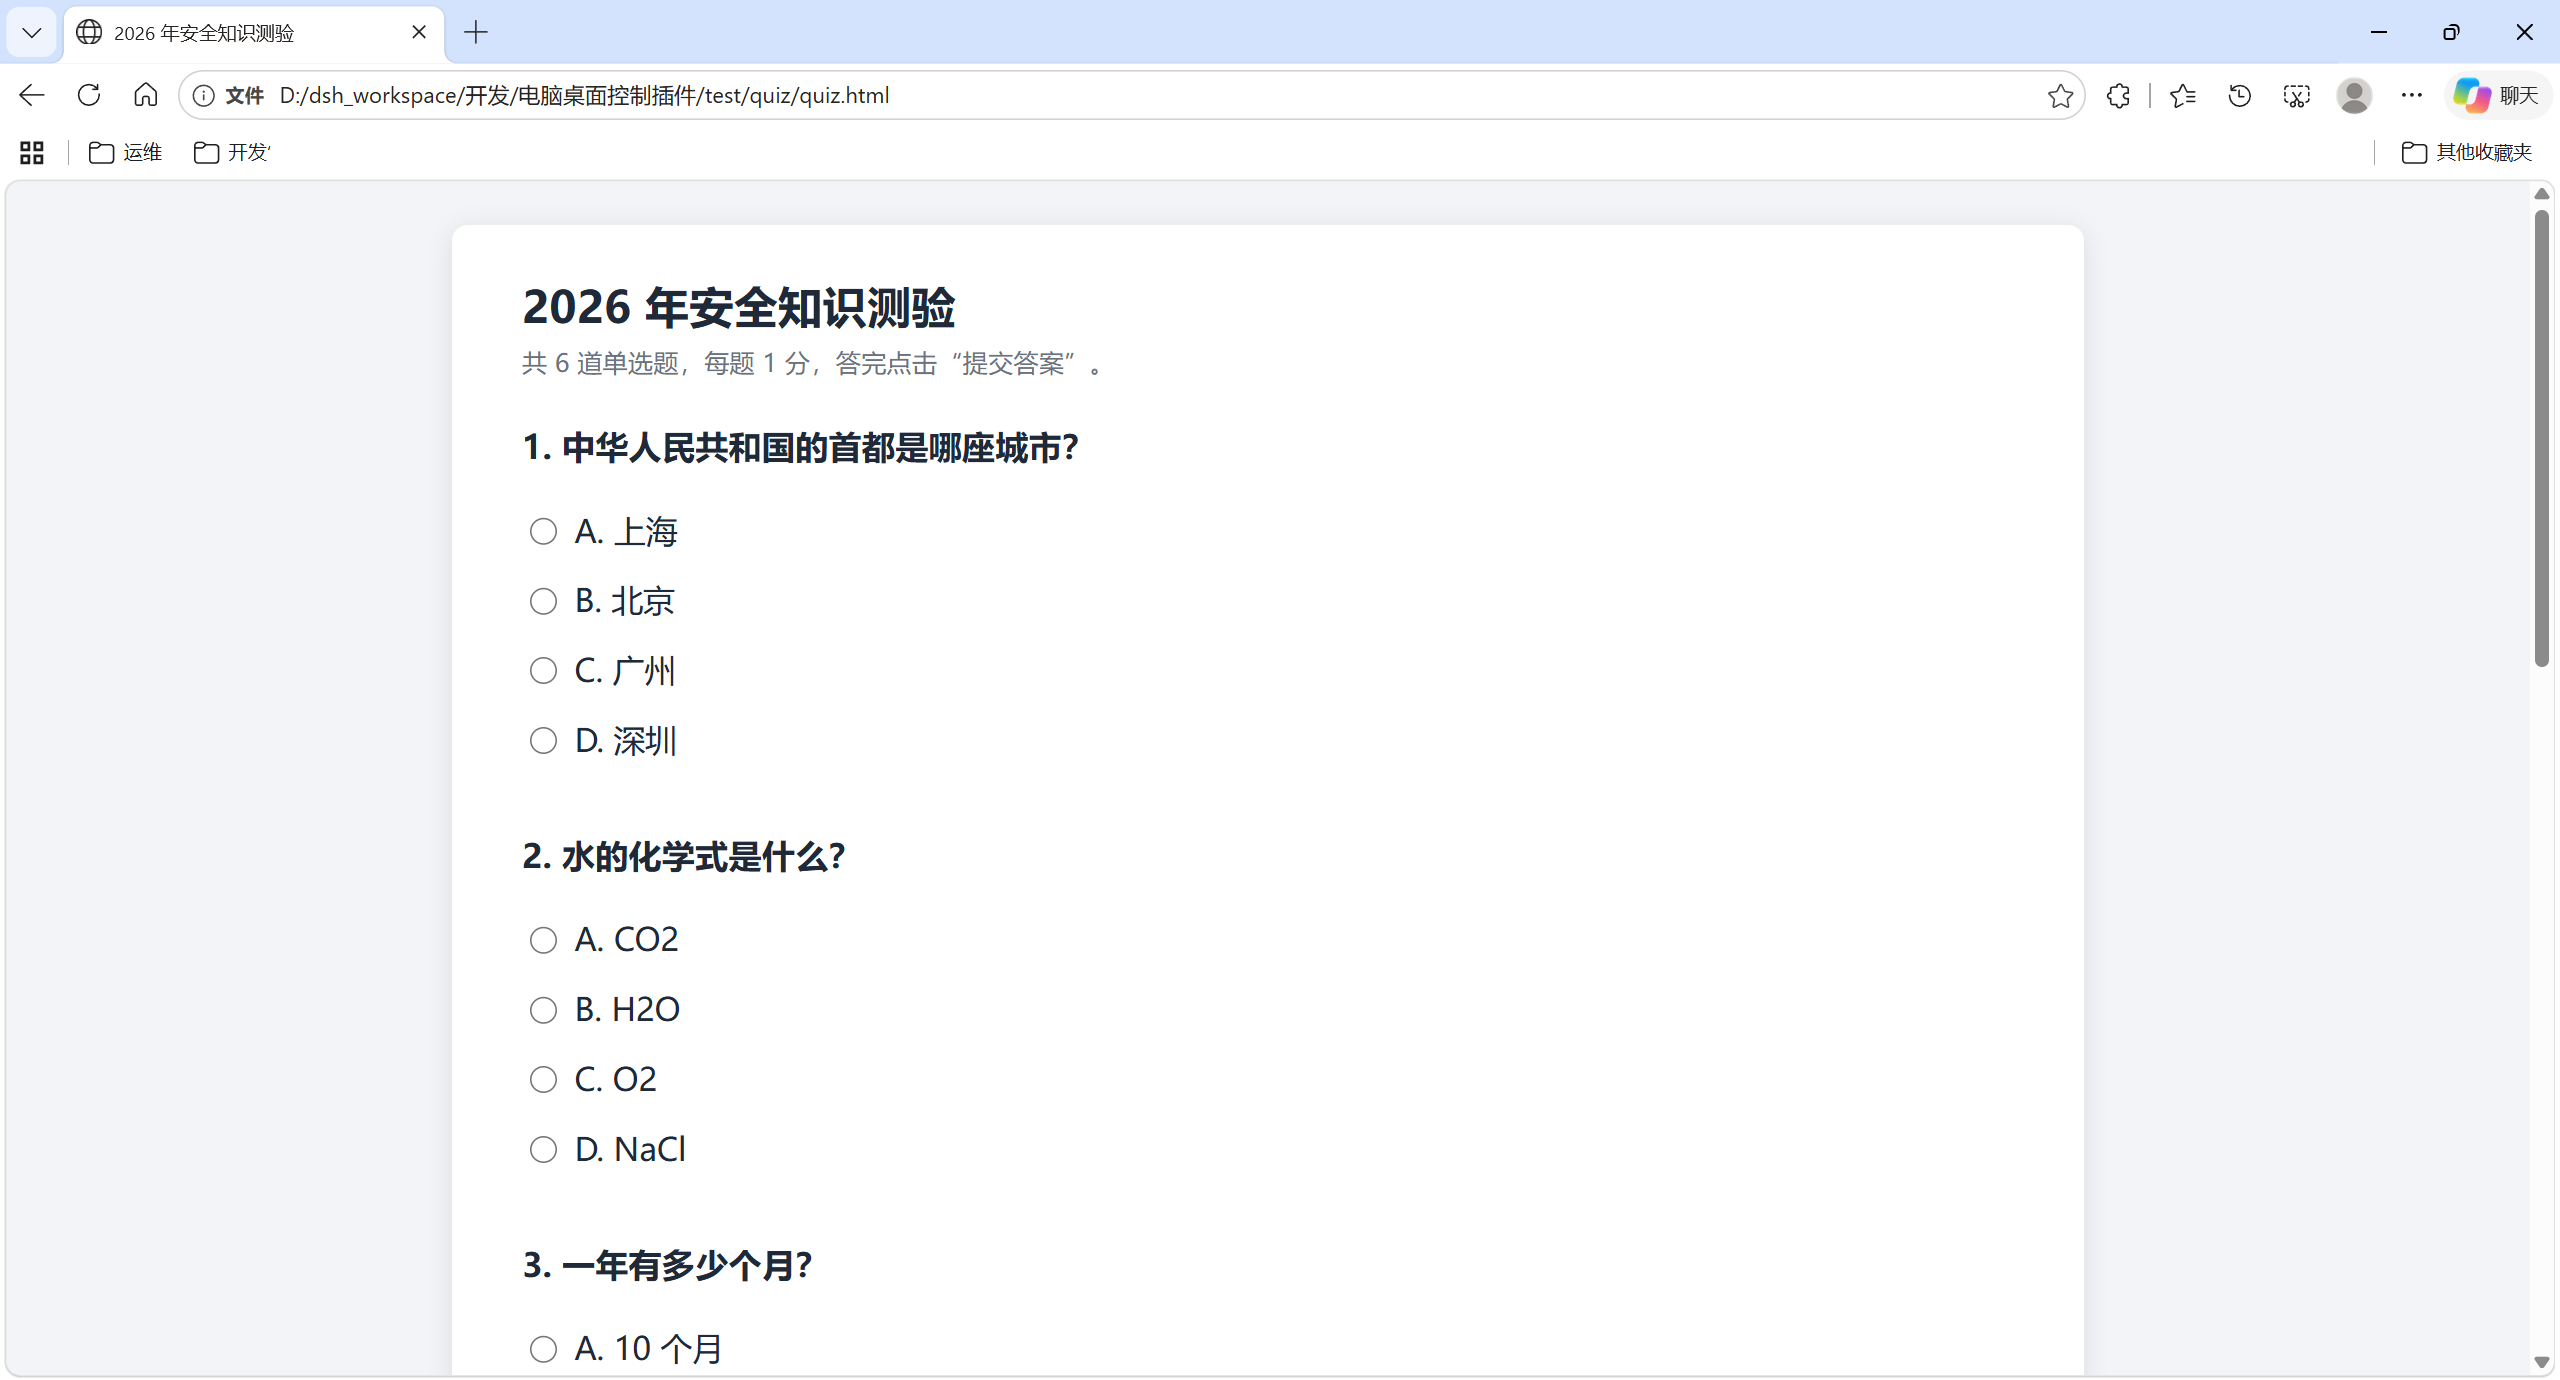 2026 年安全知识测验
文件 D:/dsh_workspace/开发/电脑桌面控制插件/test/quiz/quiz.html
聊天
运维
开发'
其他收藏夹
2026 年安全知识测验
共 6 道单选题，每题 1 分，答完点击“提交答案”。
1. 中华人民共和国的首都是哪座城市？
A. 上海
B. 北京
C. 广州
D. 深圳
2. 水的化学式是什么？
A. CO2
B. H2O
C. O2
D. NaCl
3. 一年有多少个月？
A. 10 个月